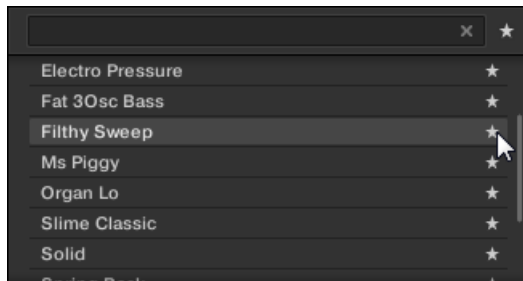 Electro Pressure
Fat 3Osc Bass
Filthy Sweep
Ms Piggy
Organ Lo
Slime Classic
Solid